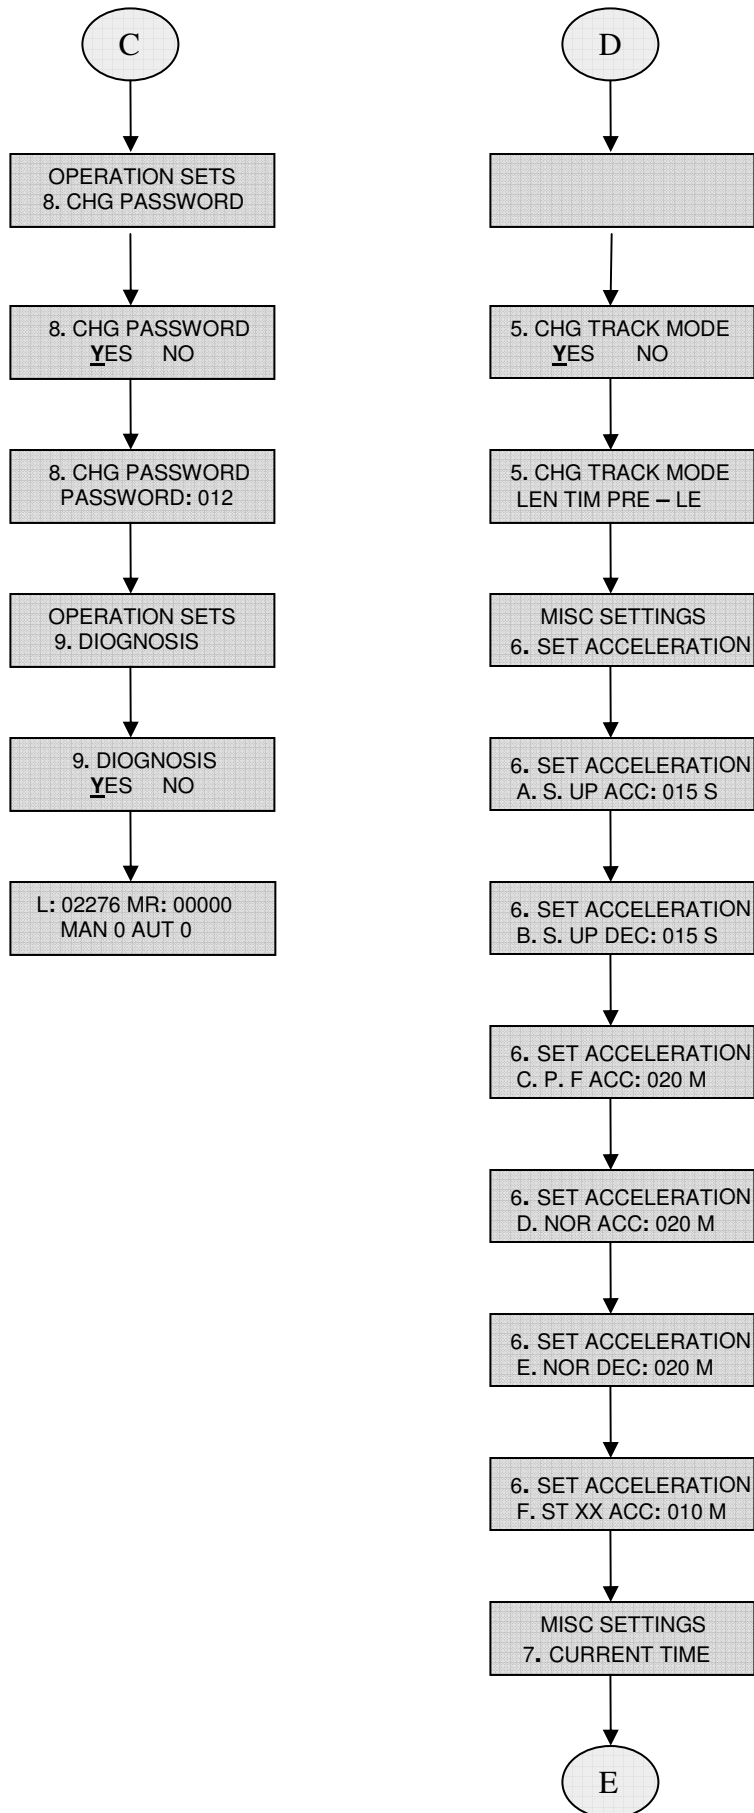 C
OPERATION SETS
8. CHG PASSWORD
8. CHG PASSWORD
YES NO
8. CHG PASSWORD
PASSWORD: 012
OPERATION SETS
9. DIOGNOSIS
9. DIOGNOSIS
YES NO
L: 02276 MR: 00000
MAN 0 AUT 0
D
5. CHG TRACK MODE
YES NO
5. CHG TRACK MODE
LEN TIM PRE – LE
MISC SETTINGS
6. SET ACCELERATION
6. SET ACCELERATION
A. S. UP ACC: 015 S
6. SET ACCELERATION
B. S. UP DEC: 015 S
6. SET ACCELERATION
C. P. F ACC: 020 M
6. SET ACCELERATION
D. NOR ACC: 020 M
6. SET ACCELERATION
E. NOR DEC: 020 M
6. SET ACCELERATION
F. ST XX ACC: 010 M
MISC SETTINGS
7. CURRENT TIME
E